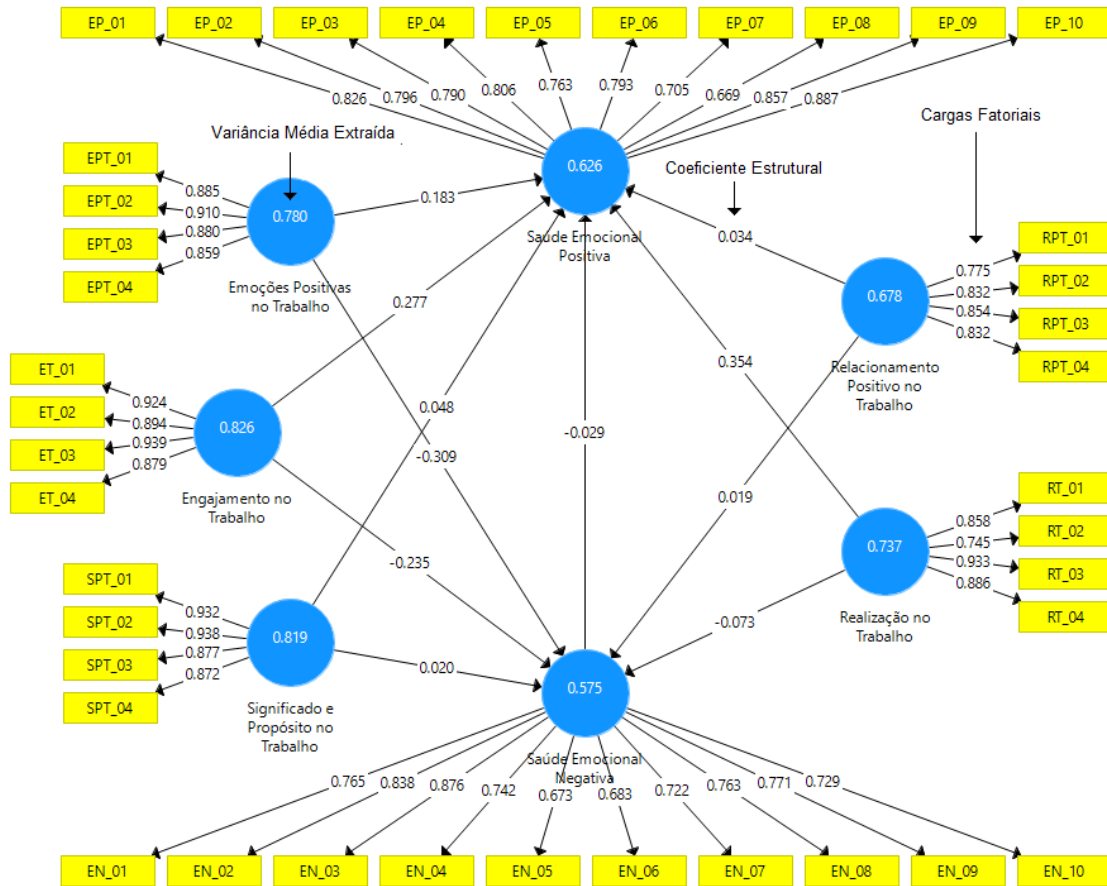 EP_01
EP_02
EP_03
EP_04
EP_05
EP_06
EP_07
EP_08
EP_09
EP_10
0.826
0.796
0.790
0.806
0.763
0.793
0.705
0.669
0.857
0.887
Variância Média Extraída
Cargas Fatoriais
Coeficiente Estrutural
0.626
Saúde Emocional
Positiva
EPT_01
EPT_02
EPT_03
EPT_04
0.885
0.910
0.880
0.859
0.780
Emoções Positivas
no Trabalho
0.183
0.034
RPT_01
RPT_02
RPT_03
RPT_04
0.775
0.832
0.854
0.832
0.678
Relacionamento
Positivo no
Trabalho
0.277
0.354
ET_01
ET_02
ET_03
ET_04
0.924
0.894
0.939
0.879
0.826
Engajamento no
Trabalho
0.048
-0.309
-0.029
0.019
-0.235
-0.073
0.020
RT_01
RT_02
RT_03
RT_04
0.858
0.745
0.933
0.886
0.737
Realização no
Trabalho
SPT_01
SPT_02
SPT_03
SPT_04
0.932
0.938
0.877
0.872
0.819
Significado e
Propósito no
Trabalho
0.575
Saúde Emocional
Negativa
0.765
0.838
0.876
0.742
0.673
0.683
0.722
0.763
0.771
0.729
EN_01
EN_02
EN_03
EN_04
EN_05
EN_06
EN_07
EN_08
EN_09
EN_10